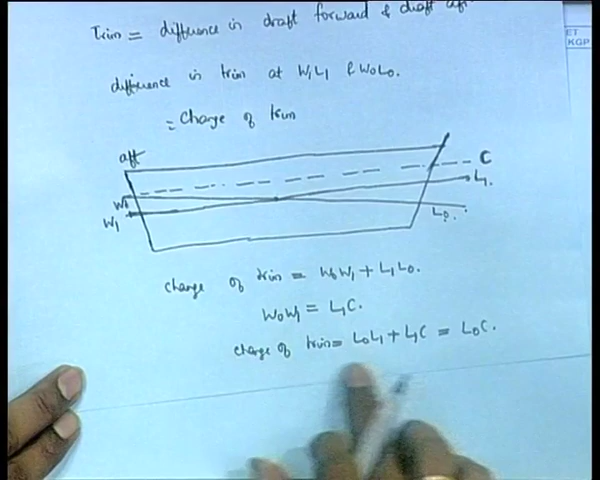 Trim = difference in draft forward & draft aft
ET
KGP
difference in trim at W₁L₁ & W₀L₀.
= Change of trim
aft
C
L₁
W₁
L₀.
change of trim = W₀W₁ + L₁L₀.
W₀W₁ = L₁C.
change of trim = L₀L₁ + L₁C = L₀C.